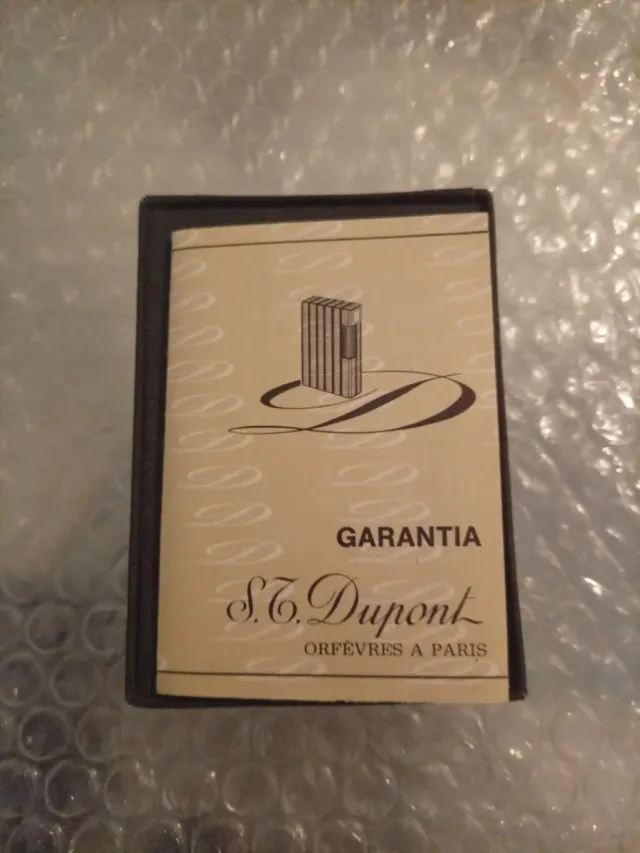 GARANTIA
S.T. Dupont
ORFÈVRES A PARIS